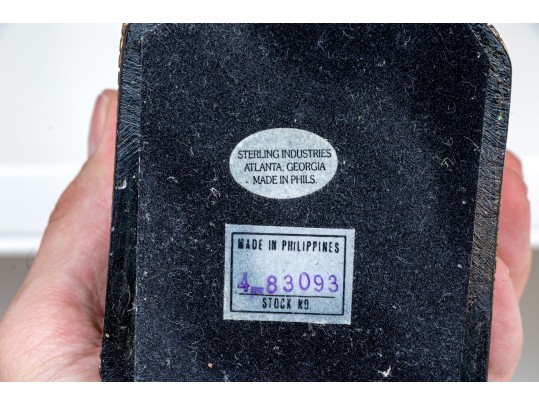 STERLING INDUSTRIES
ATLANTA, GEORGIA
MADE IN PHILS.
MADE IN PHILIPPINES
4-83093
STOCK NO.